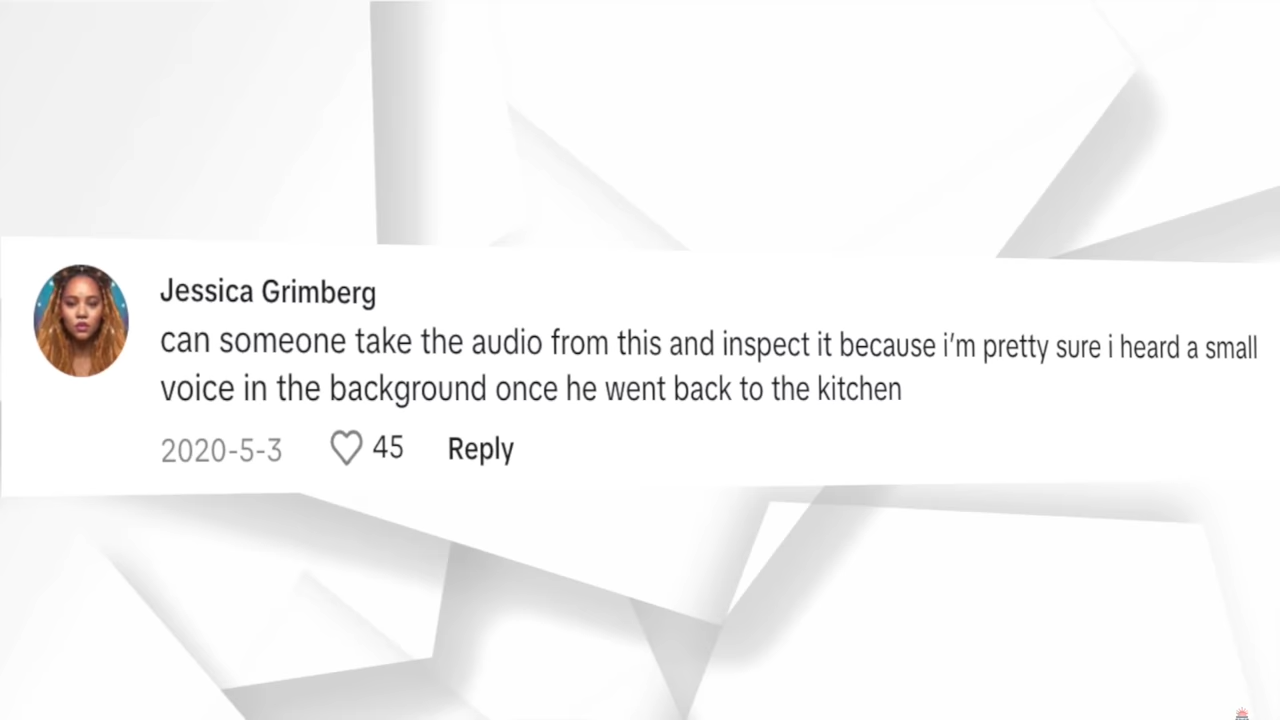 Jessica Grimberg
can someone take the audio from this and inspect it because i'm pretty sure i heard a small
voice in the background once he went back to the kitchen
2020-5-3 45 Reply